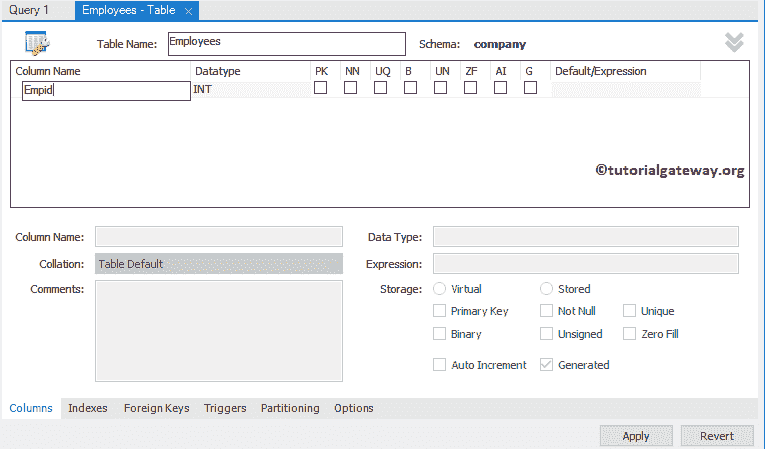 Query 1 Employees - Table ×
Table Name: Employees Schema: company
Column Name Datatype PK NN UQ B UN ZF AI G Default/Expression
Empid INT
©tutorialgateway.org
Column Name: Data Type:
Collation: Table Default Expression:
Comments: Storage: Virtual Stored
Primary Key Not Null Unique
Binary Unsigned Zero Fill
Auto Increment Generated
Columns Indexes Foreign Keys Triggers Partitioning Options
Apply Revert